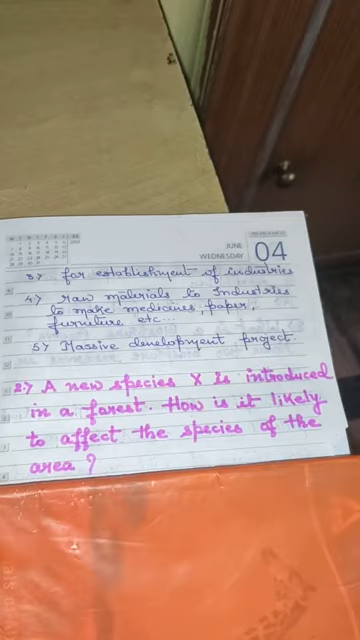 JUNE
WEDNESDAY 04
3.> for establishment of industries
4.> raw materials to Industries
to make medicines, paper,
furniture etc...
5.> Massive development project.
2.> A new species X is introduced
in a forest. How is it likely
to affect the species of the
area?